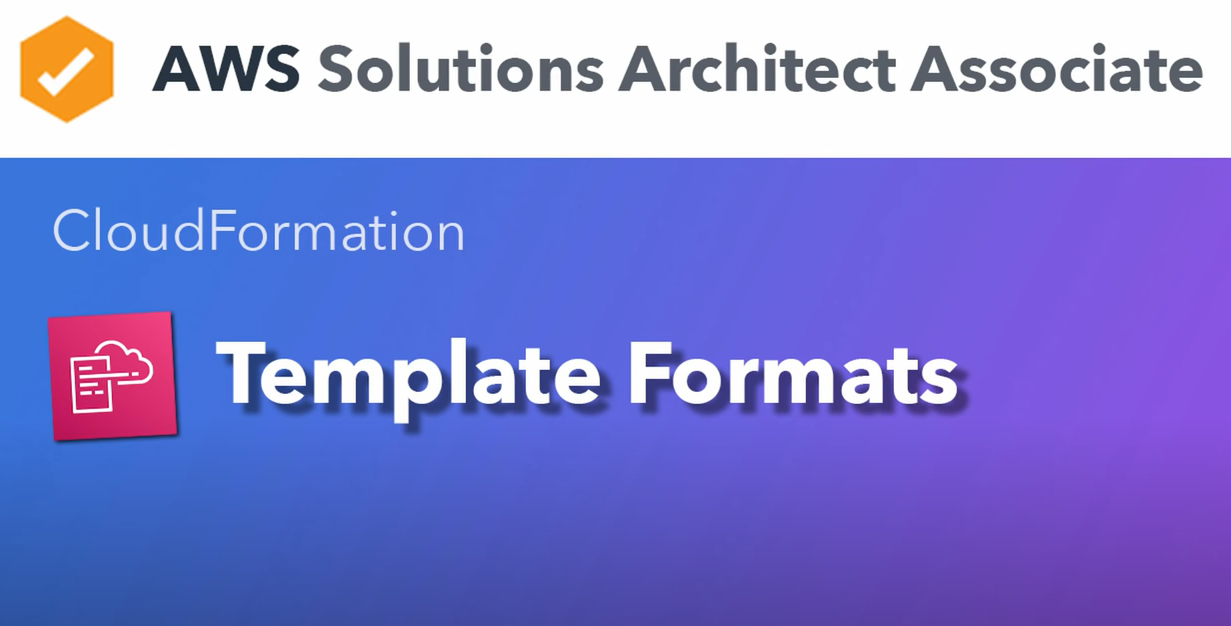 AWS Solutions Architect Associate
CloudFormation
Template Formats